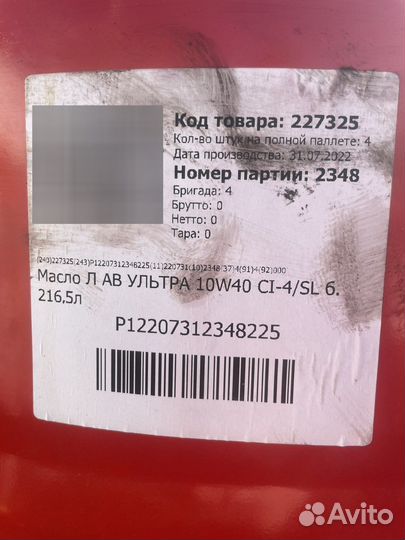 Код товара: 227325
Кол-во штук на полной паллете: 4
Дата производства: 31.07.2022
Номер партии: 2348
Бригада: 4
Брутто: 0
Нетто: 0
Тара: 0
(240)227325(243)P12207312348225(11)220731(10)2348(37)4(91)4(92)000
Масло Л АВ УЛЬТРА 10W40 CI-4/SL б.
216,5л
P12207312348225
Avito